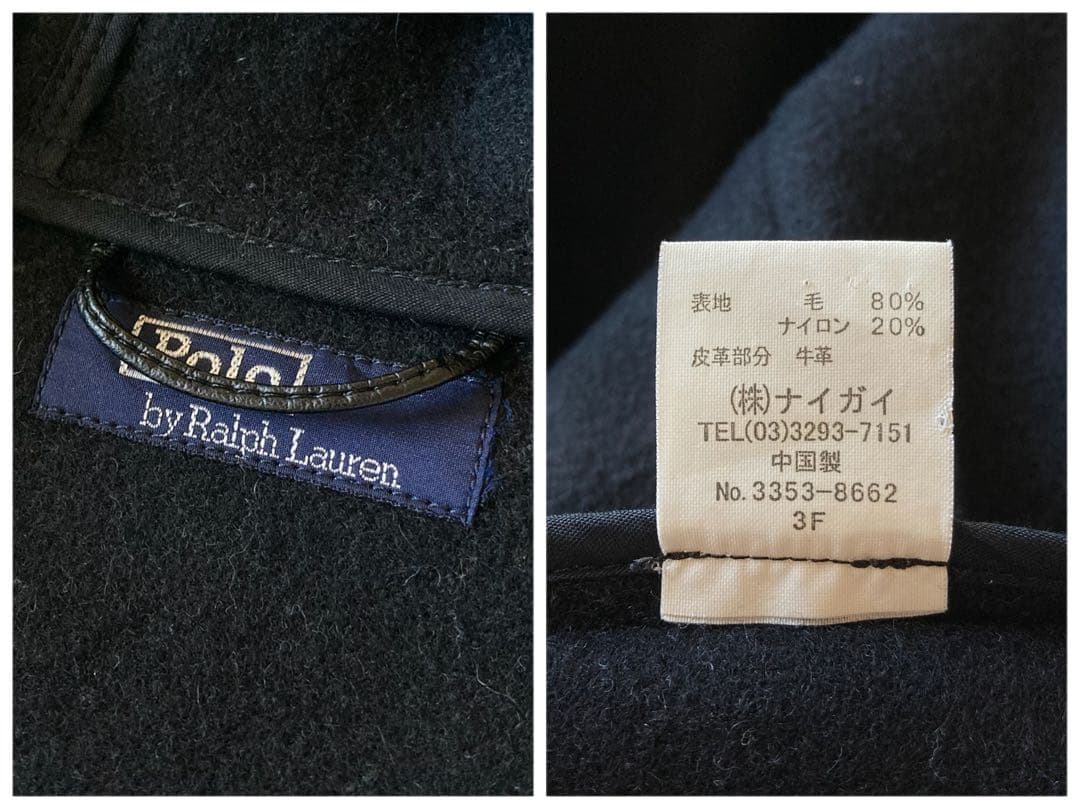 Polo
by Ralph Lauren
表地 毛 80%
ナイロン 20%
皮革部分 牛革
(株)ナイガイ
TEL(03)3293-7151
中国製
No. 3353-8662
3F